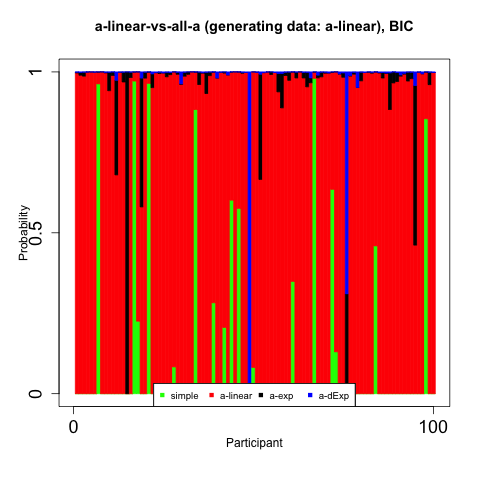 a-linear-vs-all-a (generating data: a-linear), BIC
1
0.5
0
Probability
simple a-linear a-exp a-dExp
0 100
Participant